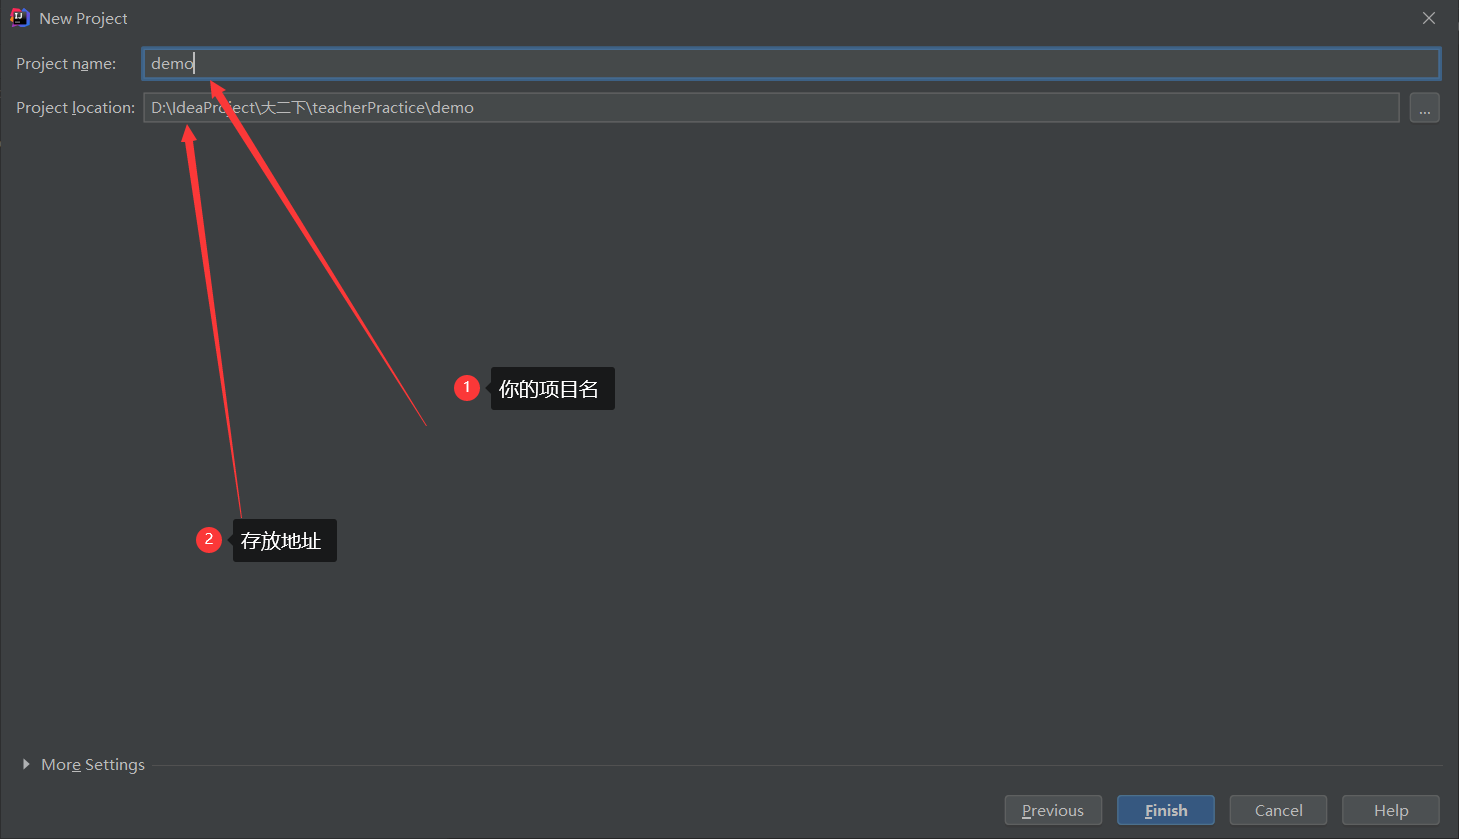 New Project
Project name: demo
Project location: D:\IdeaProject\大二下\teacherPractice\demo ...
1 你的项目名
2 存放地址
More Settings
Previous Finish Cancel Help